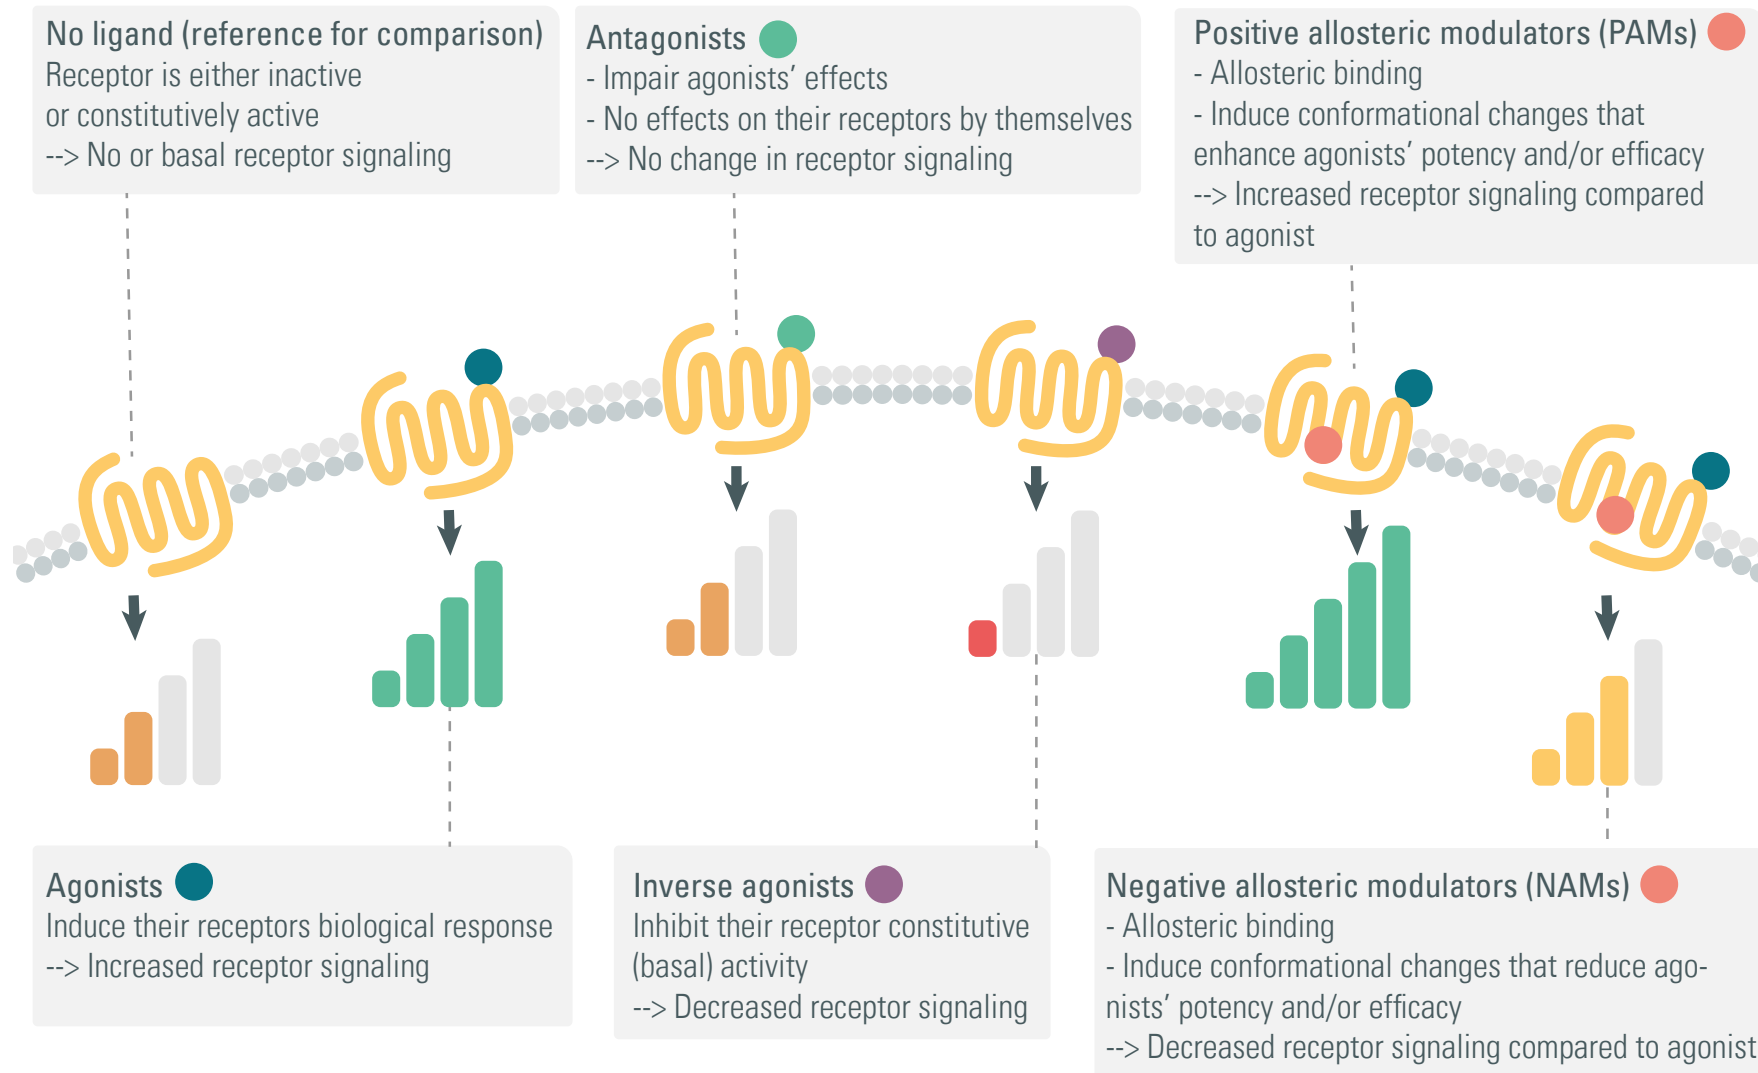 No ligand (reference for comparison)
Receptor is either inactive
or constitutively active
--> No or basal receptor signaling
Antagonists
- Impair agonists’ effects
- No effects on their receptors by themselves
--> No change in receptor signaling
Positive allosteric modulators (PAMs)
- Allosteric binding
- Induce conformational changes that
enhance agonists’ potency and/or efficacy
--> Increased receptor signaling compared
to agonist
Agonists
Induce their receptors biological response
--> Increased receptor signaling
Inverse agonists
Inhibit their receptor constitutive
(basal) activity
--> Decreased receptor signaling
Negative allosteric modulators (NAMs)
- Allosteric binding
- Induce conformational changes that reduce ago-
nists’ potency and/or efficacy
--> Decreased receptor signaling compared to agonist